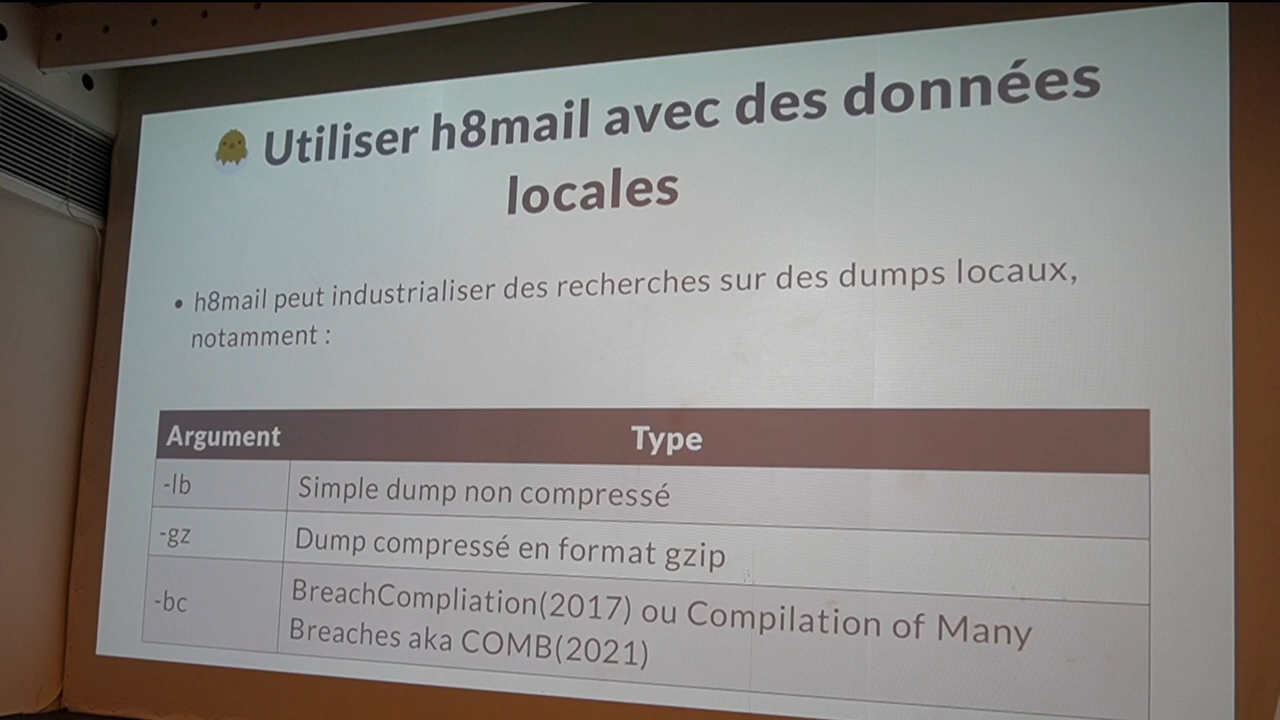 Utiliser h8mail avec des données
locales
• h8mail peut industrialiser des recherches sur des dumps locaux,
notamment :
Argument Type
-lb Simple dump non compressé
-gz Dump compressé en format gzip
-bc BreachCompliation(2017) ou Compilation of Many
Breaches aka COMB(2021)